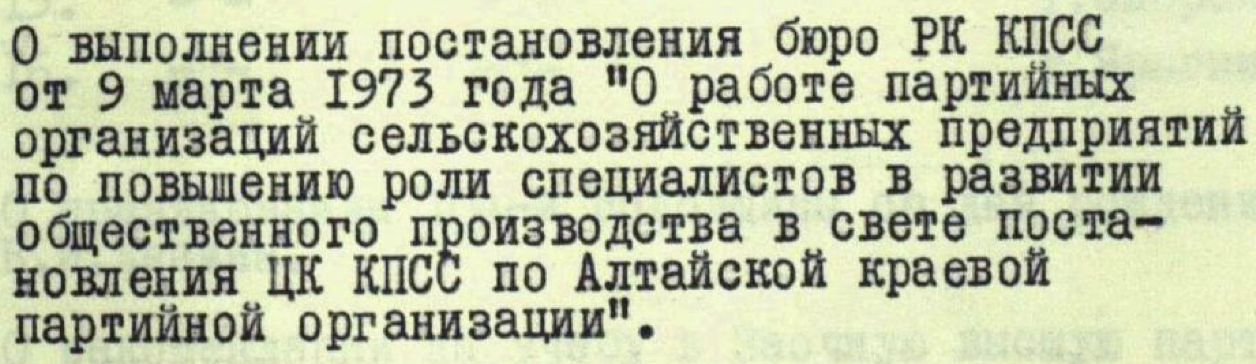 О выполнении постановления бюро РК КПСС
от 9 марта 1973 года "О работе партийных
организаций сельскохозяйственных предприятий
по повышению роли специалистов в развитии
общественного производства в свете поста-
новления ЦК КПСС по Алтайской краевой
партийной организации".